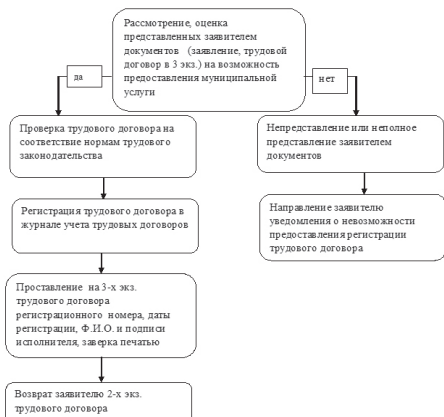 Рассмотрение, оценка
представленных заявителем
документов (заявление, трудовой
договор в 3 экз.) на возможность
предоставления муниципальной
услуги
да
нет
Проверка трудового договора на
соответствие нормам трудового
законодательства
Непредставление или неполное
представление заявителем
документов
Регистрация трудового договора в
журнале учета трудовых договоров
Направление заявителю
уведомления о невозможности
предоставления регистрации
трудового договора
Проставление на 3-х экз.
трудового договора
регистрационного номера, даты
регистрации, Ф.И.О. и подписи
исполнителя, заверка печатью
Возврат заявителю 2-х экз.
трудового договора